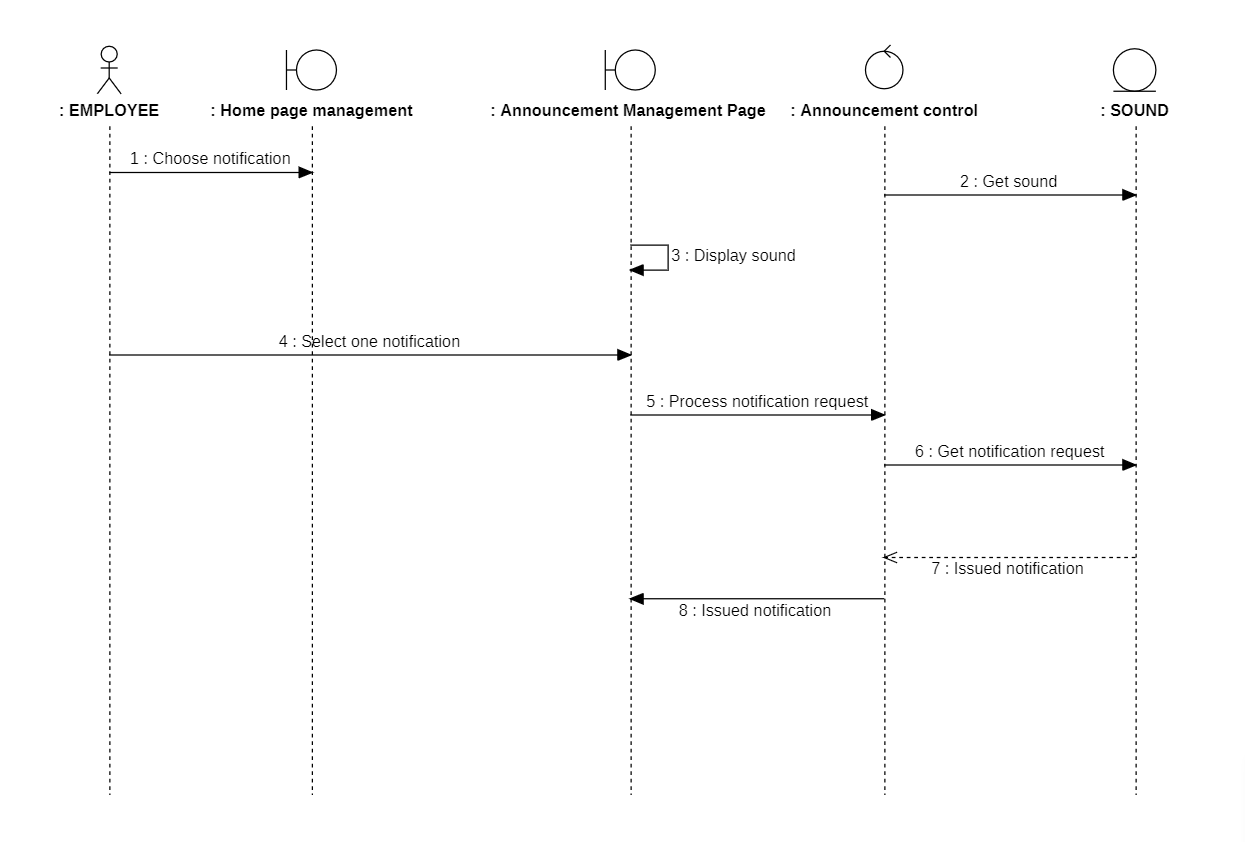 : EMPLOYEE
: Home page management
: Announcement Management Page
: Announcement control
: SOUND
1 : Choose notification
2 : Get sound
3 : Display sound
4 : Select one notification
5 : Process notification request
6 : Get notification request
7 : Issued notification
8 : Issued notification